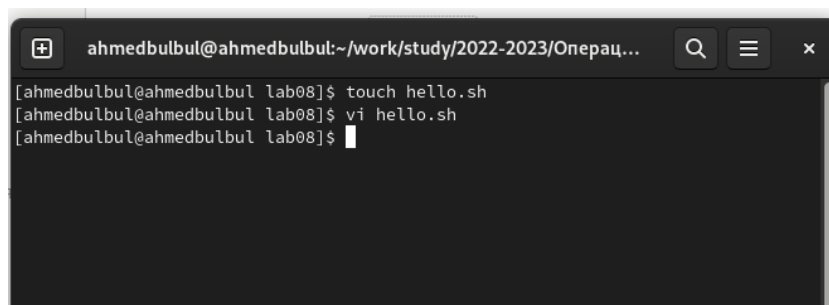 ahmedbulbul@ahmedbulbul:~/work/study/2022-2023/Операц...
[ahmedbulbul@ahmedbulbul lab08]$ touch hello.sh
[ahmedbulbul@ahmedbulbul lab08]$ vi hello.sh
[ahmedbulbul@ahmedbulbul lab08]$